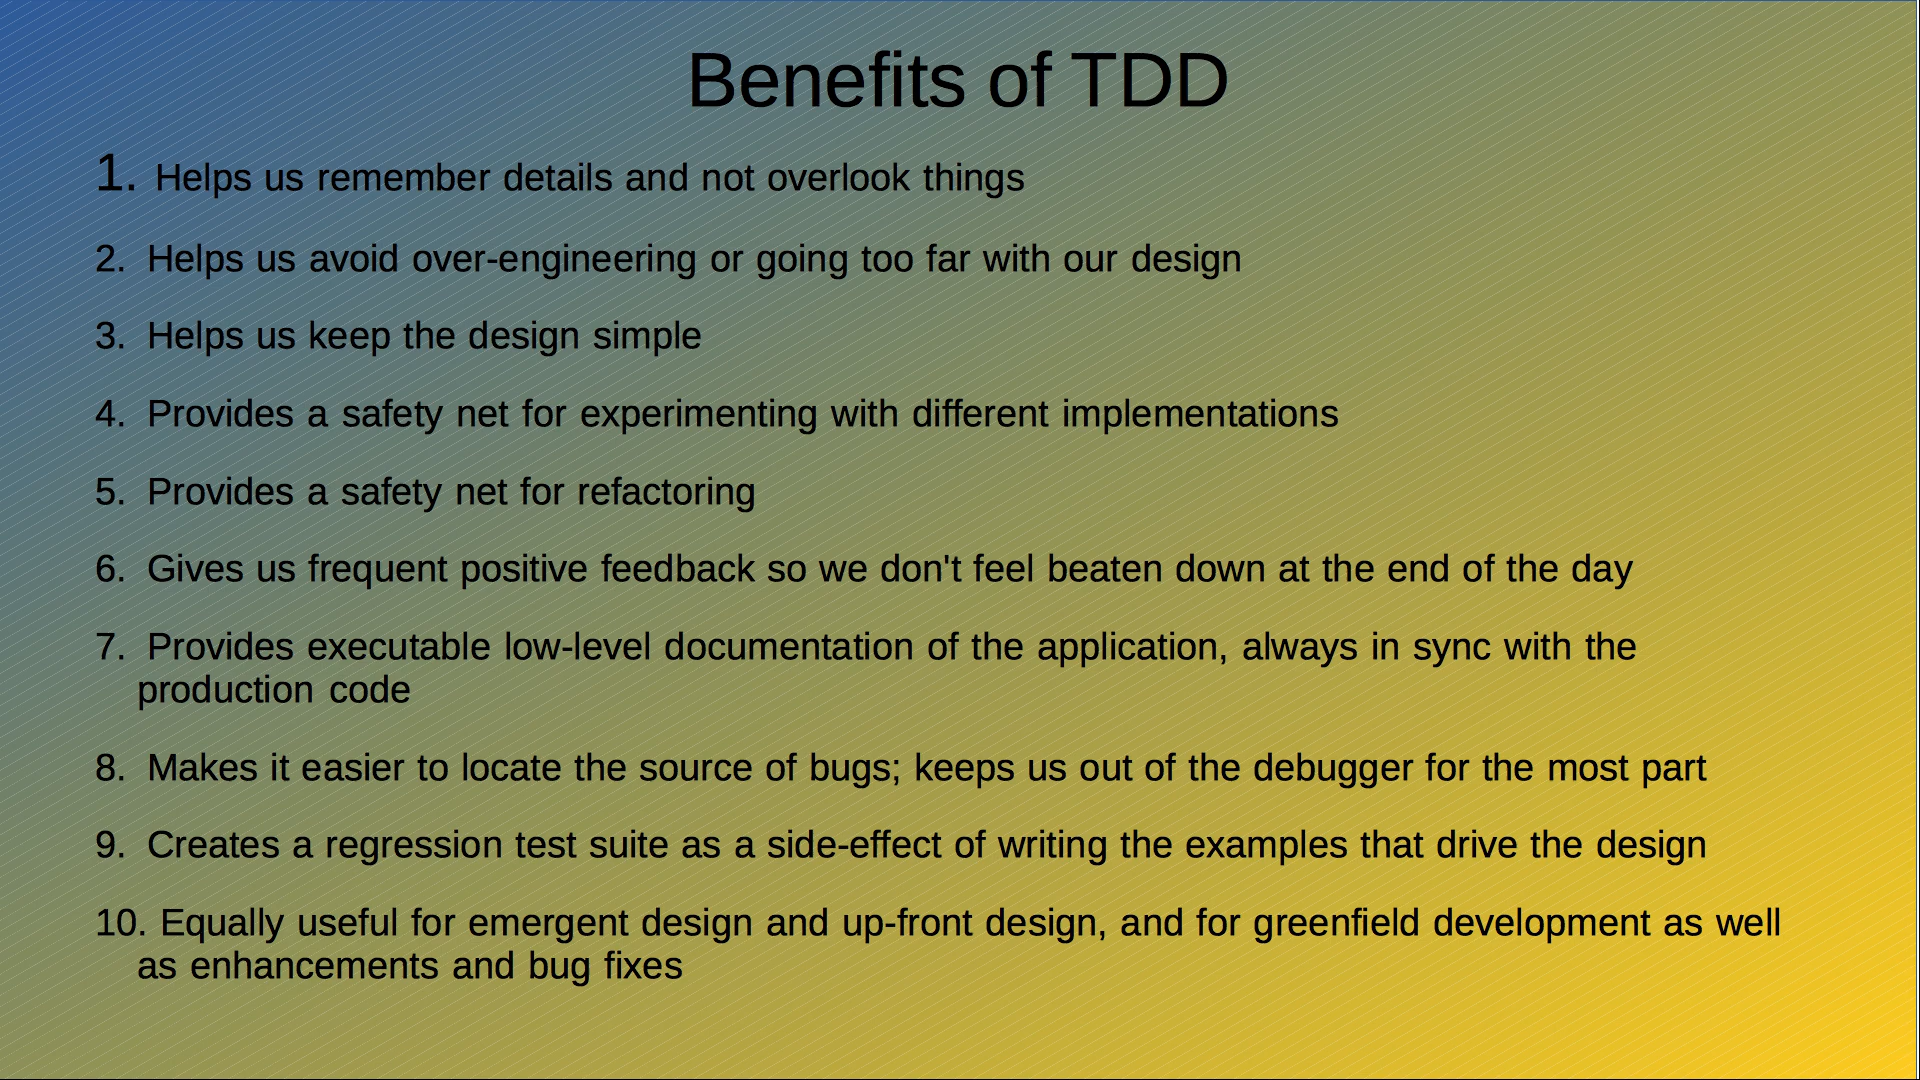 Benefits of TDD
1. Helps us remember details and not overlook things
2. Helps us avoid over-engineering or going too far with our design
3. Helps us keep the design simple
4. Provides a safety net for experimenting with different implementations
5. Provides a safety net for refactoring
6. Gives us frequent positive feedback so we don't feel beaten down at the end of the day
7. Provides executable low-level documentation of the application, always in sync with the
production code
8. Makes it easier to locate the source of bugs; keeps us out of the debugger for the most part
9. Creates a regression test suite as a side-effect of writing the examples that drive the design
10. Equally useful for emergent design and up-front design, and for greenfield development as well
as enhancements and bug fixes